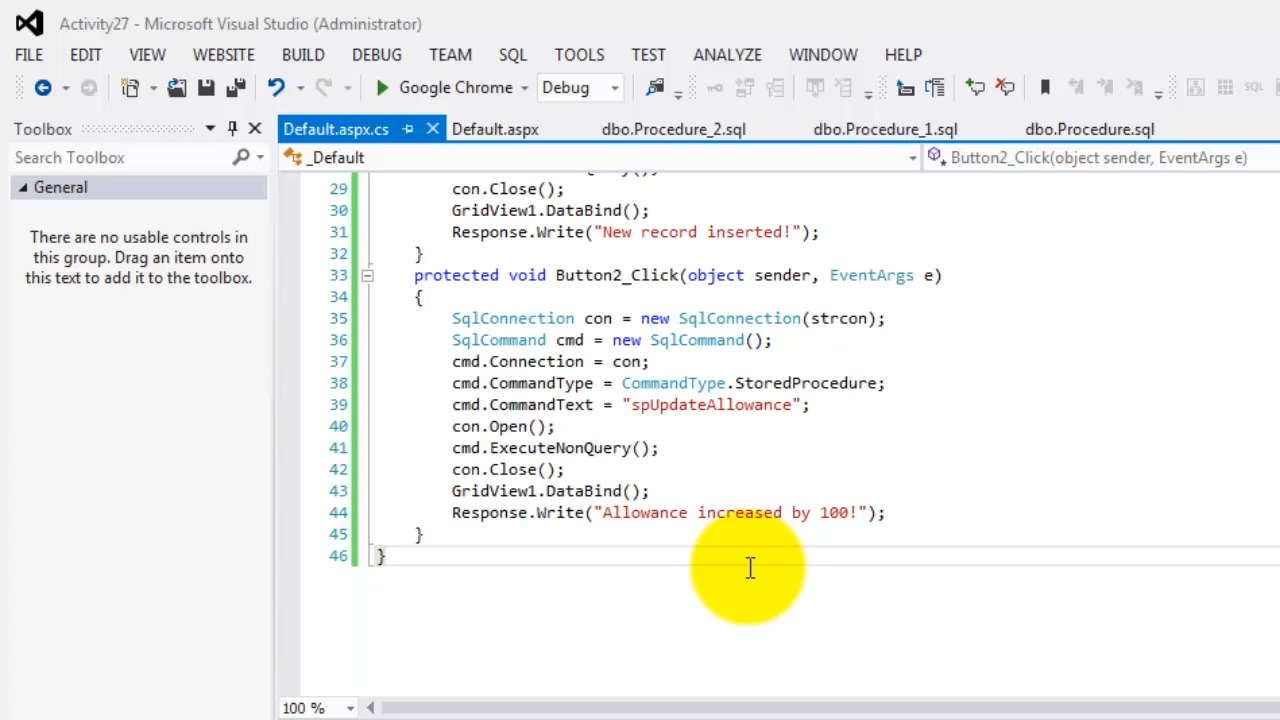 Activity27 - Microsoft Visual Studio (Administrator)
FILE EDIT VIEW WEBSITE BUILD DEBUG TEAM SQL TOOLS TEST ANALYZE WINDOW HELP
Google Chrome Debug
Toolbox
Default.aspx.cs Default.aspx dbo.Procedure_2.sql dbo.Procedure_1.sql dbo.Procedure.sql
Search Toolbox
_Default Button2_Click(object sender, EventArgs e)
General
There are no usable controls in
this group. Drag an item onto
this text to add it to the toolbox.
29 con.Close();
30 GridView1.DataBind();
31 Response.Write("New record inserted!");
32 }
33 protected void Button2_Click(object sender, EventArgs e)
34 {
35 SqlConnection con = new SqlConnection(strcon);
36 SqlCommand cmd = new SqlCommand();
37 cmd.Connection = con;
38 cmd.CommandType = CommandType.StoredProcedure;
39 cmd.CommandText = "spUpdateAllowance";
40 con.Open();
41 cmd.ExecuteNonQuery();
42 con.Close();
43 GridView1.DataBind();
44 Response.Write("Allowance increased by 100!");
45 }
46 }
100 %